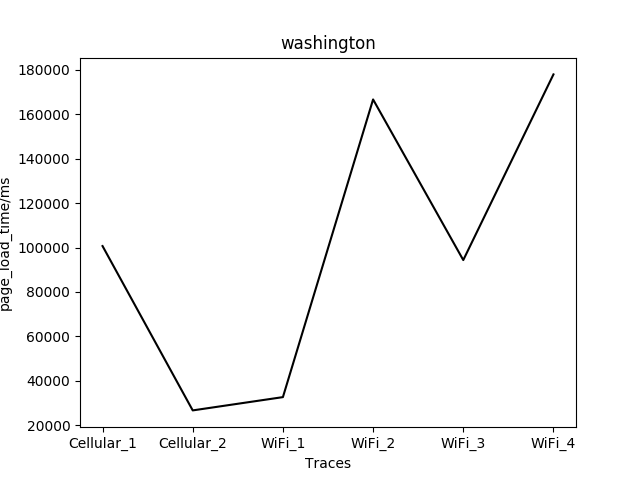 washington
180000
160000
140000
120000
100000
80000
60000
40000
20000
page_load_time/ms
Cellular_1 Cellular_2 WiFi_1 WiFi_2 WiFi_3 WiFi_4
Traces